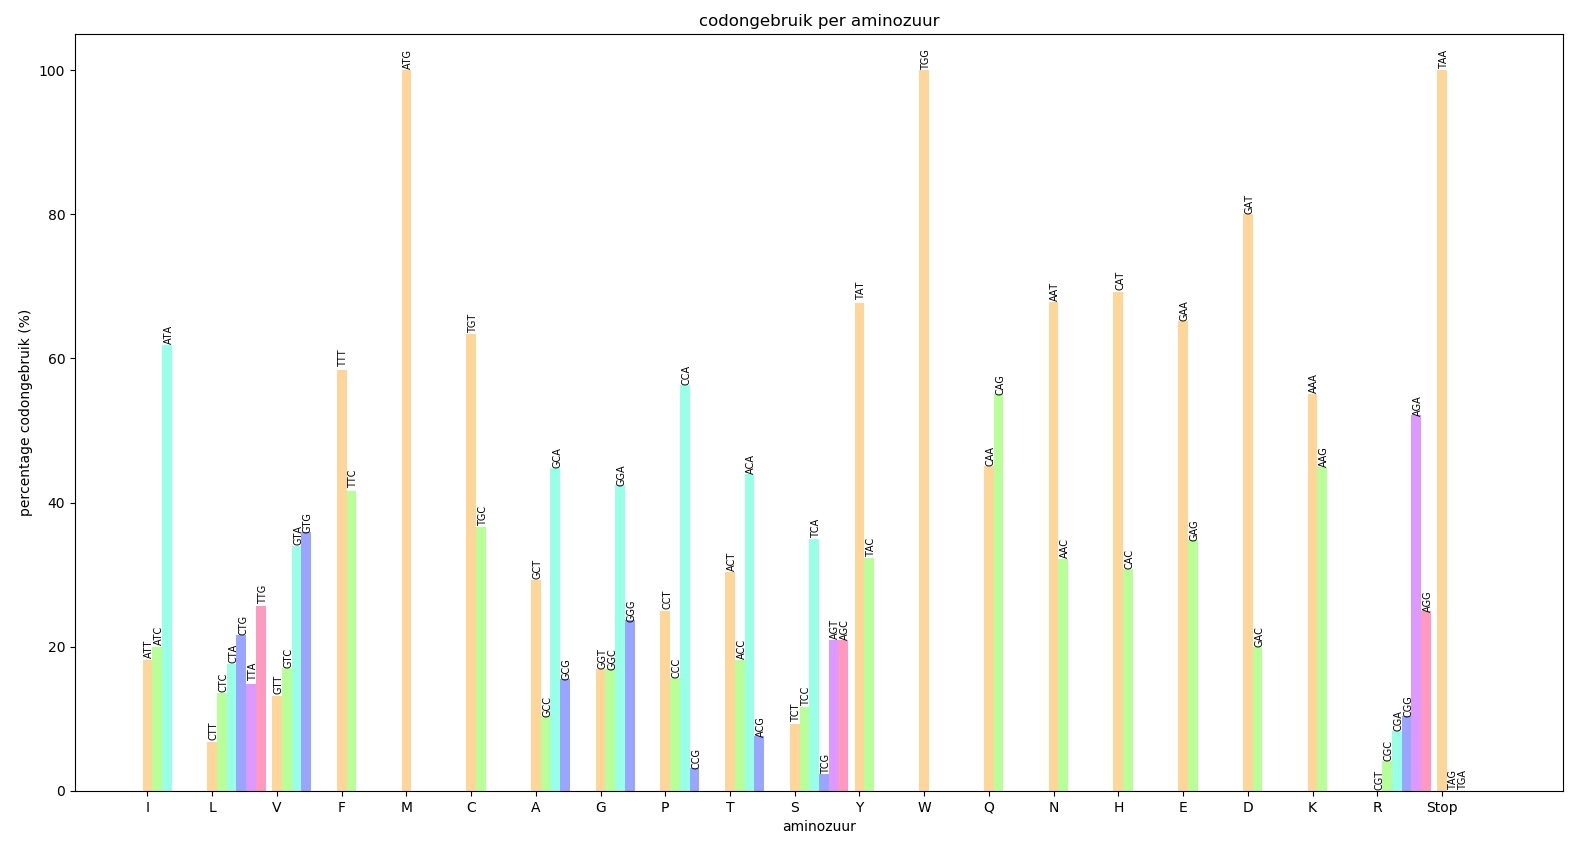 codongebruik per aminozuur
percentage codongebruik (%)
100
80
60
40
20
0
ATT ATC ATA
CTT CTC CTA CTG TTA TTG
GTT GTC GTA GTG
TTT TTC
ATG
TGT TGC
GCT GCC GCA GCG
GGT GGC GGA GGG
CCT CCC CCA CCG
ACT ACC ACA ACG
TCT TCC TCA TCG AGT AGC
TAT TAC
TGG
CAA CAG
AAT AAC
CAT CAC
GAA GAG
GAT GAC
AAA AAG
CGT CGC CGA CGG AGA AGG
TAA TAG TGA
I L V F M C A G P T S Y W Q N H E D K R Stop
aminozuur